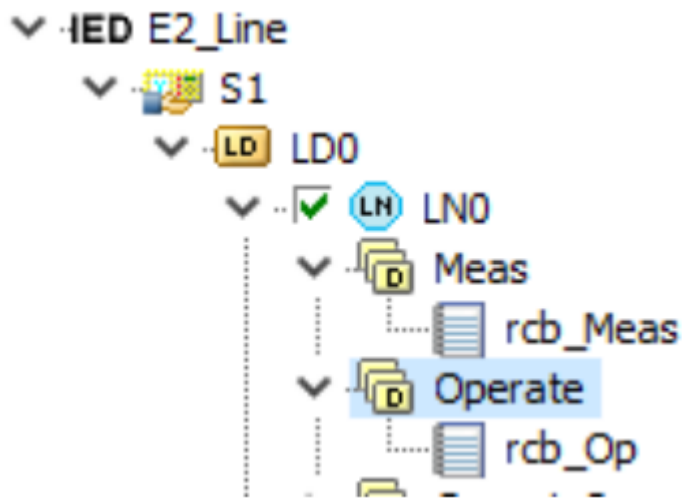 IED E2_Line
S1
LD LD0
LN LN0
D Meas
rcb_Meas
D Operate
rcb_Op